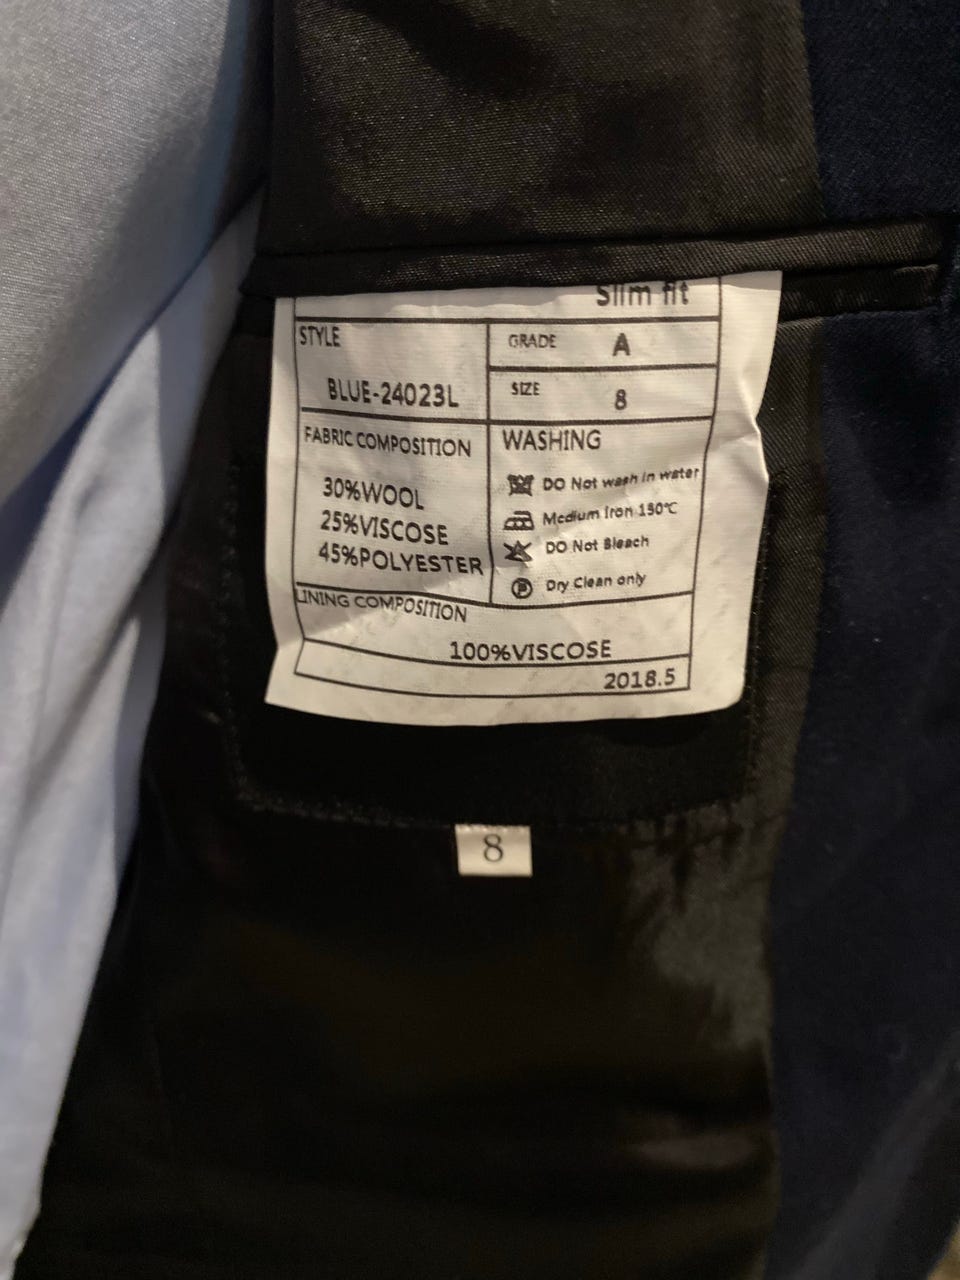 Slim fit
STYLE
BLUE-24023L
GRADE A
SIZE 8
FABRIC COMPOSITION
30%WOOL
25%VISCOSE
45%POLYESTER
WASHING
DO Not wash in water
Medium Iron 150℃
DO Not Bleach
P Dry Clean only
LINING COMPOSITION
100%VISCOSE
2018.5
8